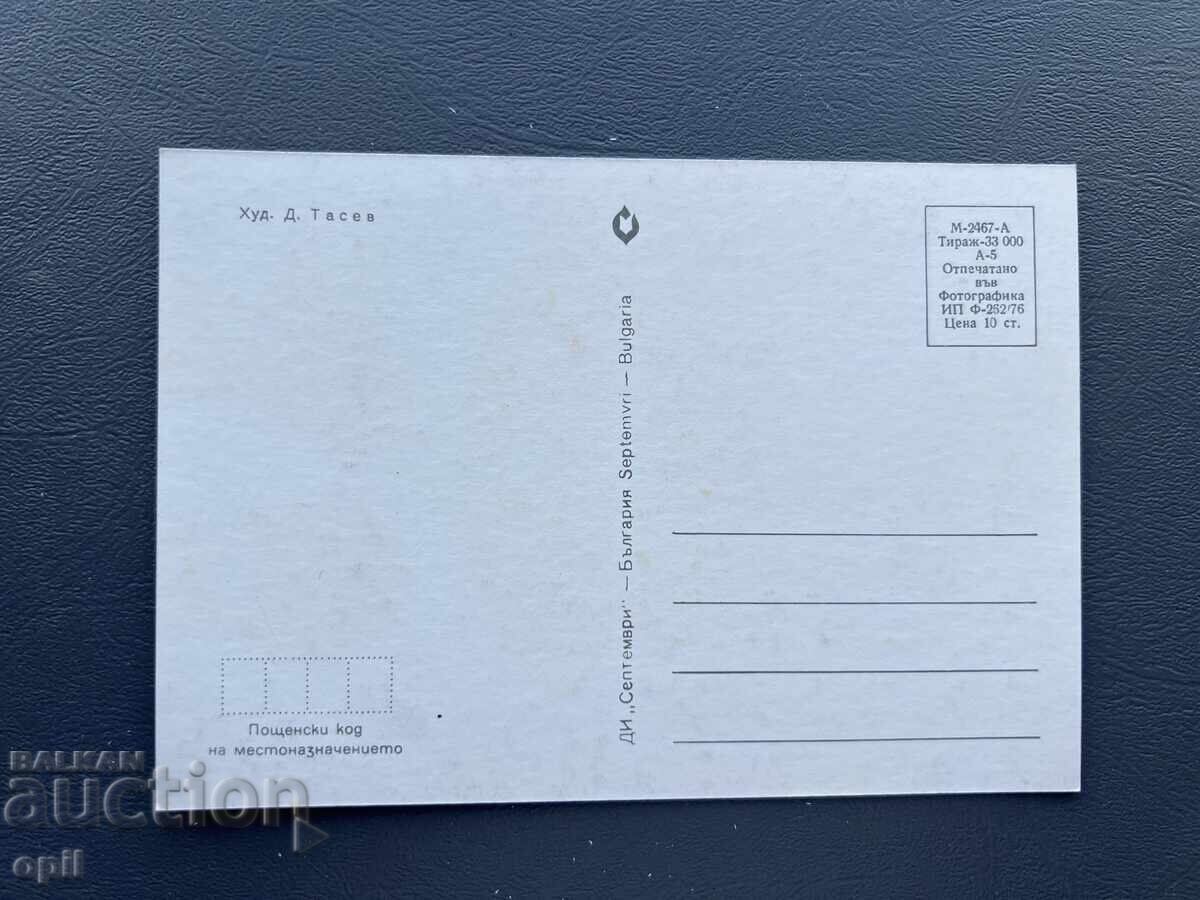 Худ. Д. Тасев
М-2467-А
Тираж-33 000
А-5
Отпечатано
във
Фотографика
ИП Ф-252/76
Цена 10 ст.
ДИ „Септември" — България Septemvri — Bulgaria
Пощенски код
на местоназначението
BALKAN
auction
opil